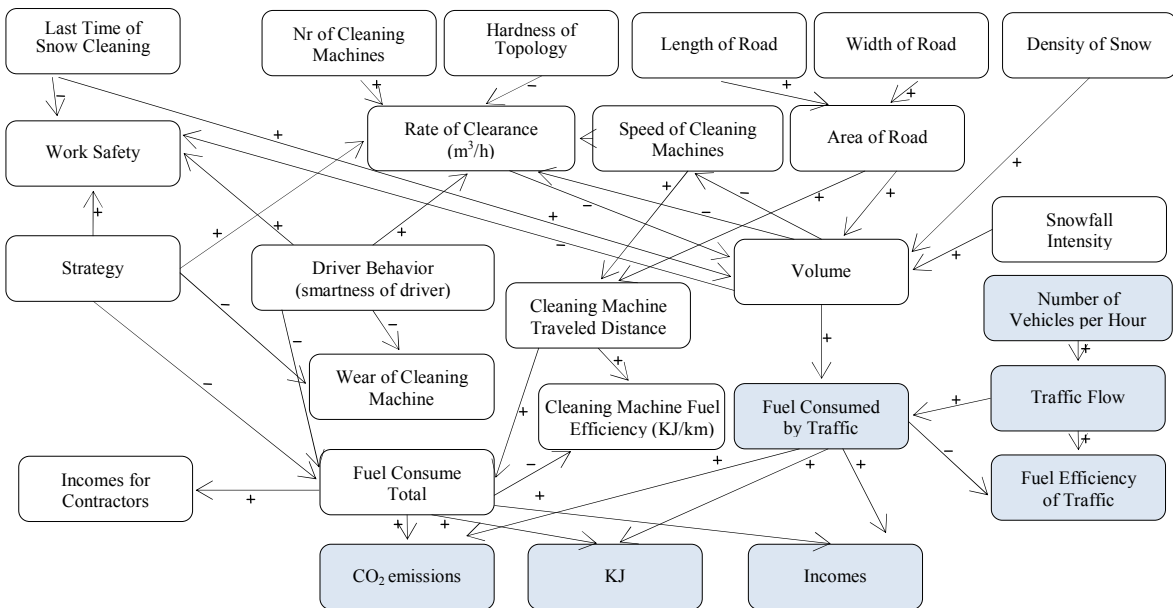 Last Time of
Snow Cleaning
Nr of Cleaning
Machines
Hardness of
Topology
Length of Road
Width of Road
Density of Snow
+
−
+
+
−
Work Safety
+
Rate of Clearance
(m³/h)
Speed of Cleaning
Machines
Area of Road
+
+
−
+
−
−
+
+
+
+
+
+
+
−
Strategy
Driver Behavior
(smartness of driver)
Volume
+
Snowfall
Intensity
−
−
−
Cleaning Machine
Traveled Distance
Number of
Vehicles per Hour
+
+
+
−
Wear of Cleaning
Machine
+
Cleaning Machine Fuel
Efficiency (KJ/km)
Fuel Consumed
by Traffic
+
Traffic Flow
+
−
Incomes for
Contractors
+
Fuel Consume
Total
−
+
+
+
+
Fuel Efficiency
of Traffic
+
+
CO₂ emissions
KJ
Incomes